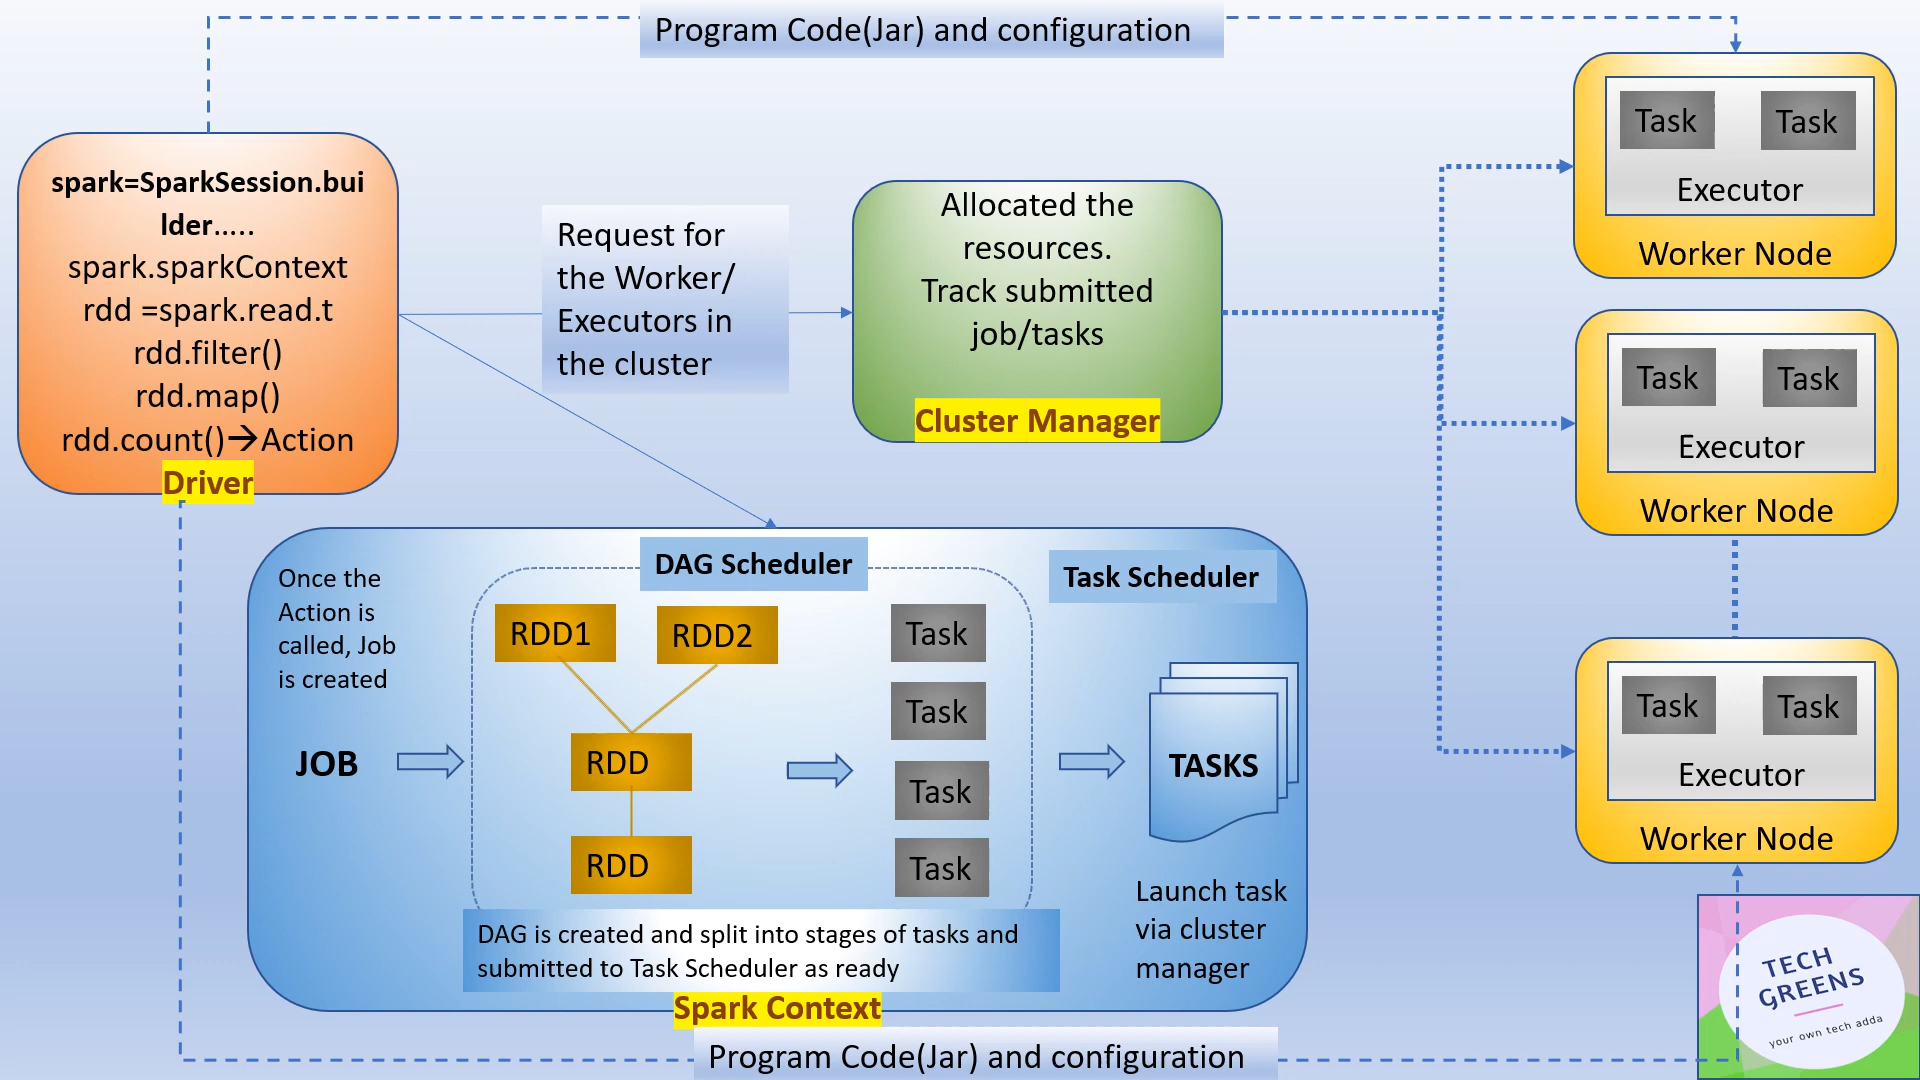 Program Code(Jar) and configuration
spark=SparkSession.bui
lder.....
spark.sparkContext
rdd =spark.read.t
rdd.filter()
rdd.map()
rdd.count()→Action
Driver
Request for
the Worker/
Executors in
the cluster
Allocated the
resources.
Track submitted
job/tasks
Cluster Manager
Task Task
Executor
Worker Node
Task Task
Executor
Worker Node
Task Task
Executor
Worker Node
Once the
Action is
called, Job
is created
JOB
DAG Scheduler
RDD1 RDD2
RDD
RDD
Task
Task
Task
Task
DAG is created and split into stages of tasks and
submitted to Task Scheduler as ready
Task Scheduler
TASKS
Launch task
via cluster
manager
Spark Context
Program Code(Jar) and configuration
TECH
GREENS
your own tech adda